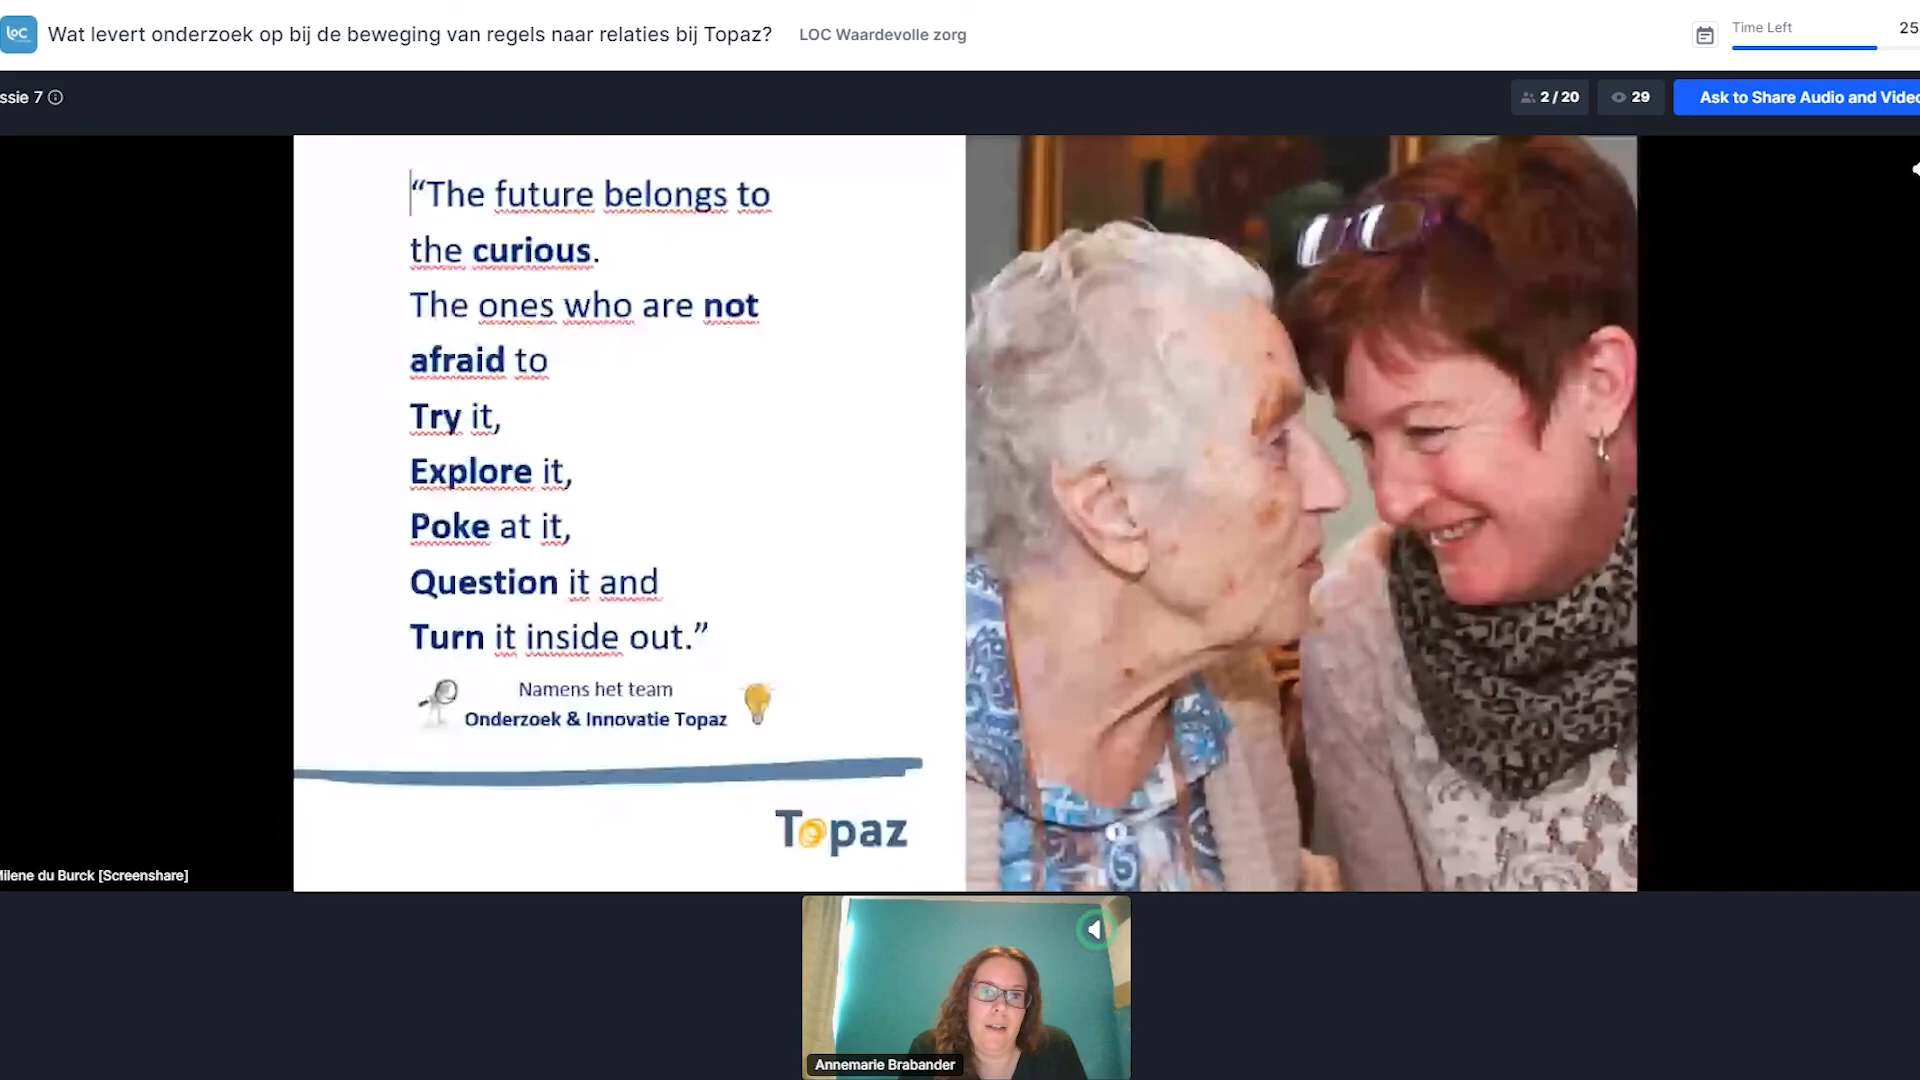 LOC
Wat levert onderzoek op bij de beweging van regels naar relaties bij Topaz?
LOC Waardevolle zorg
Time Left
25
ssie 7
2 / 20
29
Ask to Share Audio and Video
“The future belongs to
the curious.
The ones who are not
afraid to
Try it,
Explore it,
Poke at it,
Question it and
Turn it inside out.”
Namens het team
Onderzoek & Innovatie Topaz
Topaz
Milene du Burck [Screenshare]
Annemarie Brabander